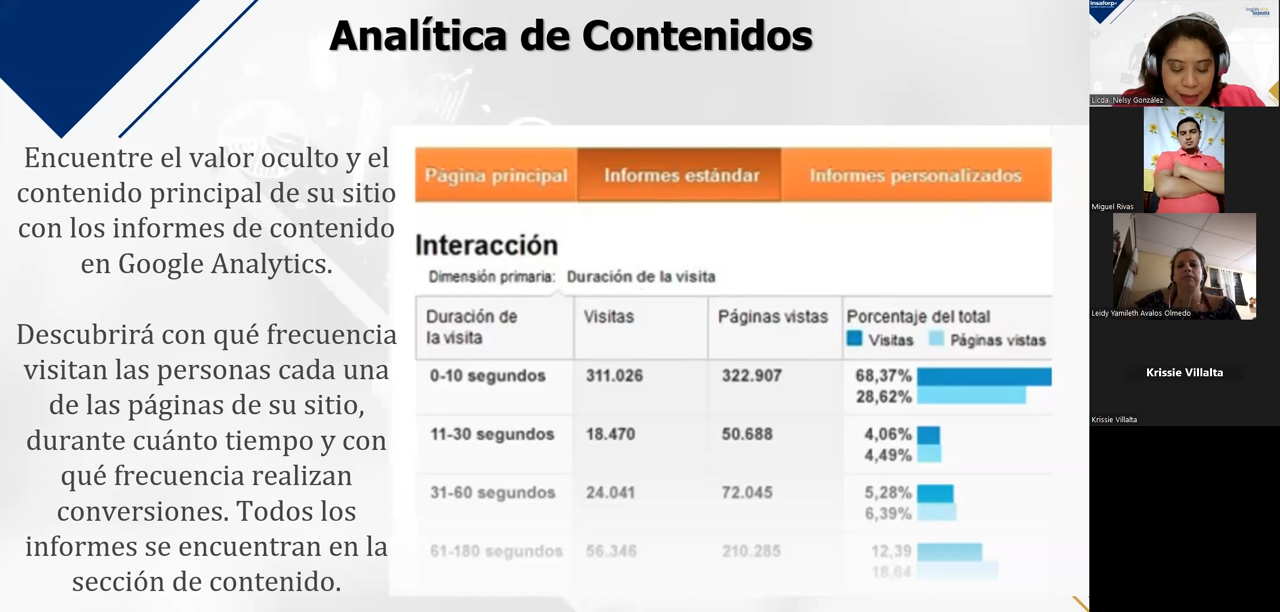 Analítica de Contenidos
Encuentre el valor oculto y el
contenido principal de su sitio
con los informes de contenido
en Google Analytics.
Descubrirá con qué frecuencia
visitan las personas cada una
de las páginas de su sitio,
durante cuánto tiempo y con
qué frecuencia realizan
conversiones. Todos los
informes se encuentran en la
sección de contenido.
Página principal Informes estándar Informes personalizados
Interacción
Dimensión primaria: Duración de la visita
Duración de la visita Visitas Páginas vistas Porcentaje del total
Visitas Páginas vistas
0-10 segundos 311.026 322.907 68,37%
28,62%
11-30 segundos 18.470 50.688 4,06%
4,49%
31-60 segundos 24.041 72.045 5,28%
6,39%
61-180 segundos 56.346 210.285 12,39
18,64
Insaforp
Licda. Nelsy González
Miguel Rivas
Leidy Yamileth Avalos Olmedo
Krissie Villalta
Krissie Villalta